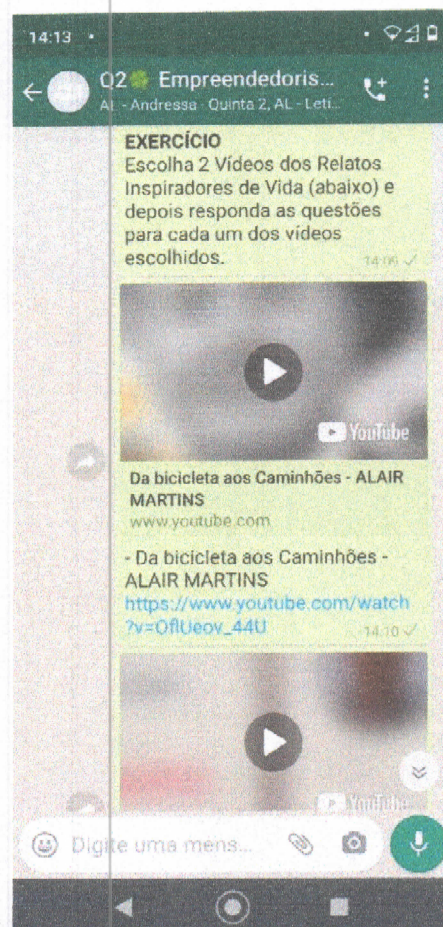 14:13
Q2🍀 Empreendedoris...
AL - Andressa - Quinta 2, AL - Leti...
EXERCÍCIO
Escolha 2 Vídeos dos Relatos
Inspiradores de Vida (abaixo) e
depois responda as questões
para cada um dos vídeos
escolhidos.
14:09
YouTube
Da bicicleta aos Caminhões - ALAIR
MARTINS
www.youtube.com
- Da bicicleta aos Caminhões -
ALAIR MARTINS
https://www.youtube.com/watch
?v=OflUeov_44U
14:10
YouTube
Digite uma mens...